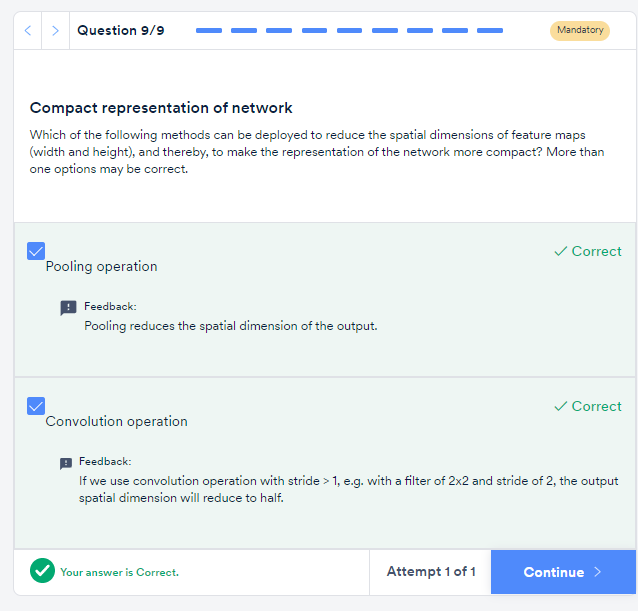 Question 9/9
Mandatory
Compact representation of network
Which of the following methods can be deployed to reduce the spatial dimensions of feature maps
(width and height), and thereby, to make the representation of the network more compact? More than
one options may be correct.
Correct
Pooling operation
Feedback:
Pooling reduces the spatial dimension of the output.
Correct
Convolution operation
Feedback:
If we use convolution operation with stride > 1, e.g. with a filter of 2x2 and stride of 2, the output
spatial dimension will reduce to half.
Your answer is Correct.
Attempt 1 of 1
Continue